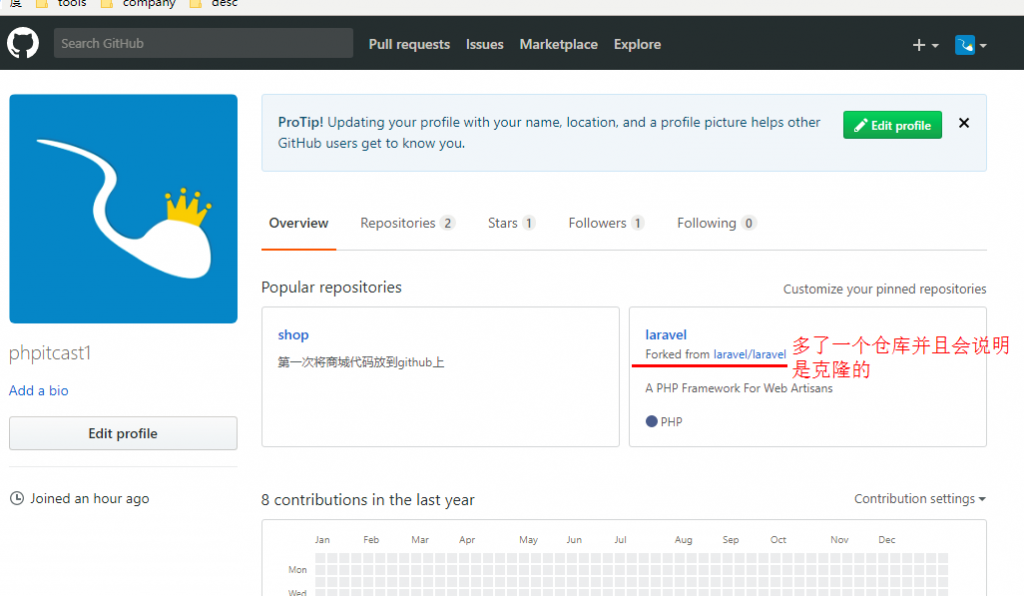 度 tools company desc
Search GitHub Pull requests Issues Marketplace Explore
ProTip! Updating your profile with your name, location, and a profile picture helps other
GitHub users get to know you.
Edit profile
Overview Repositories 2 Stars 1 Followers 1 Following 0
Popular repositories
Customize your pinned repositories
shop
第一次将商城代码放到github上
laravel
Forked from laravel/laravel
A PHP Framework For Web Artisans
PHP
多了一个仓库并且会说明
是克隆的
phpitcast1
Add a bio
Edit profile
Joined an hour ago
8 contributions in the last year
Contribution settings
Jan Feb Mar Apr May Jun Jul Aug Sep Oct Nov Dec
Mon
Wed